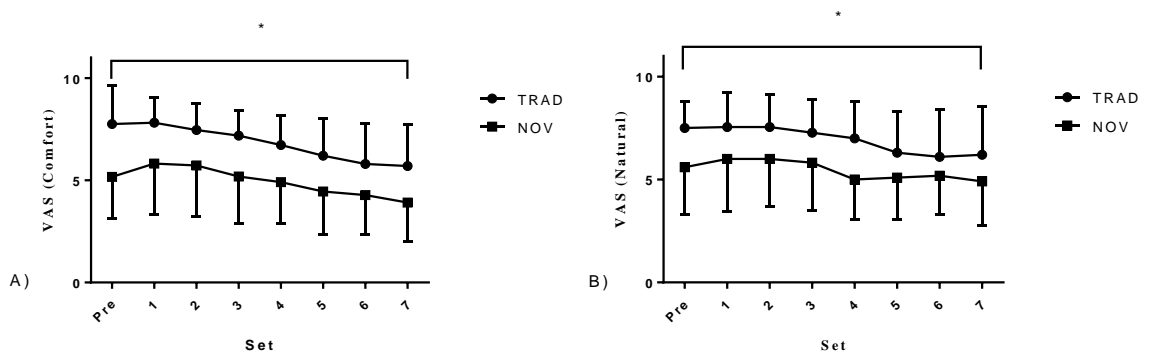 *
10
5
0
VAS (Comfort)
TRAD
NOV
A)
Pre 1 2 3 4 5 6 7
Set
*
10
5
0
VAS (Natural)
TRAD
NOV
B)
Pre 1 2 3 4 5 6 7
Set